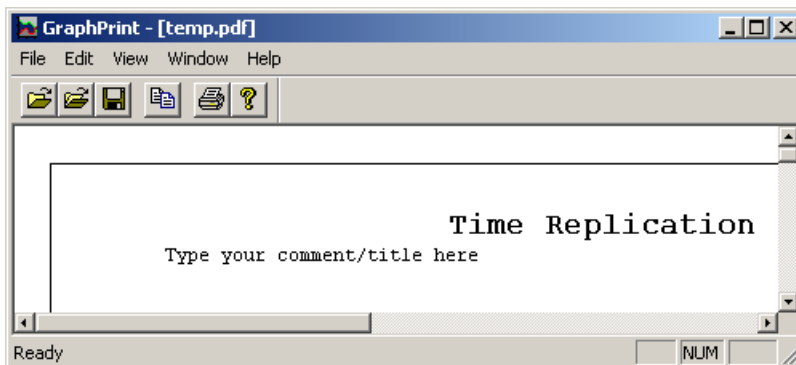 GraphPrint - [temp.pdf]
File Edit View Window Help
Time Replication
Type your comment/title here
Ready NUM